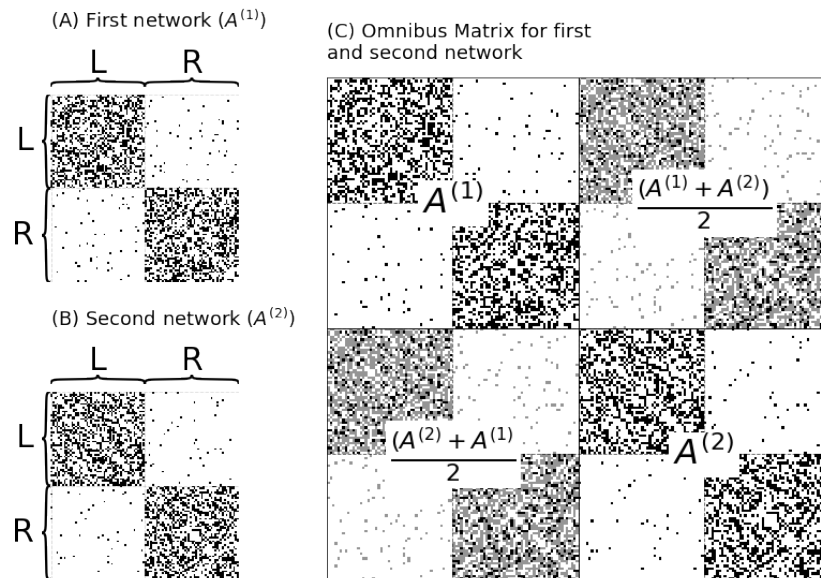 (A) First network (A^(1))
L R
L
R
(B) Second network (A^(2))
L R
L
R
(C) Omnibus Matrix for first
and second network
A^(1)
(A^(1) + A^(2))
2
(A^(2) + A^(1))
2
A^(2)